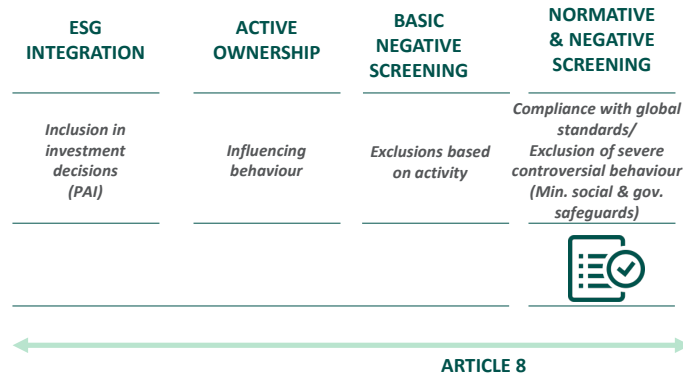 ESG
INTEGRATION
ACTIVE
OWNERSHIP
BASIC
NEGATIVE
SCREENING
NORMATIVE
& NEGATIVE
SCREENING
Inclusion in
investment
decisions
(PAI)
Influencing
behaviour
Exclusions based
on activity
Compliance with global
standards/
Exclusion of severe
controversial behaviour
(Min. social & gov.
safeguards)
ARTICLE 8